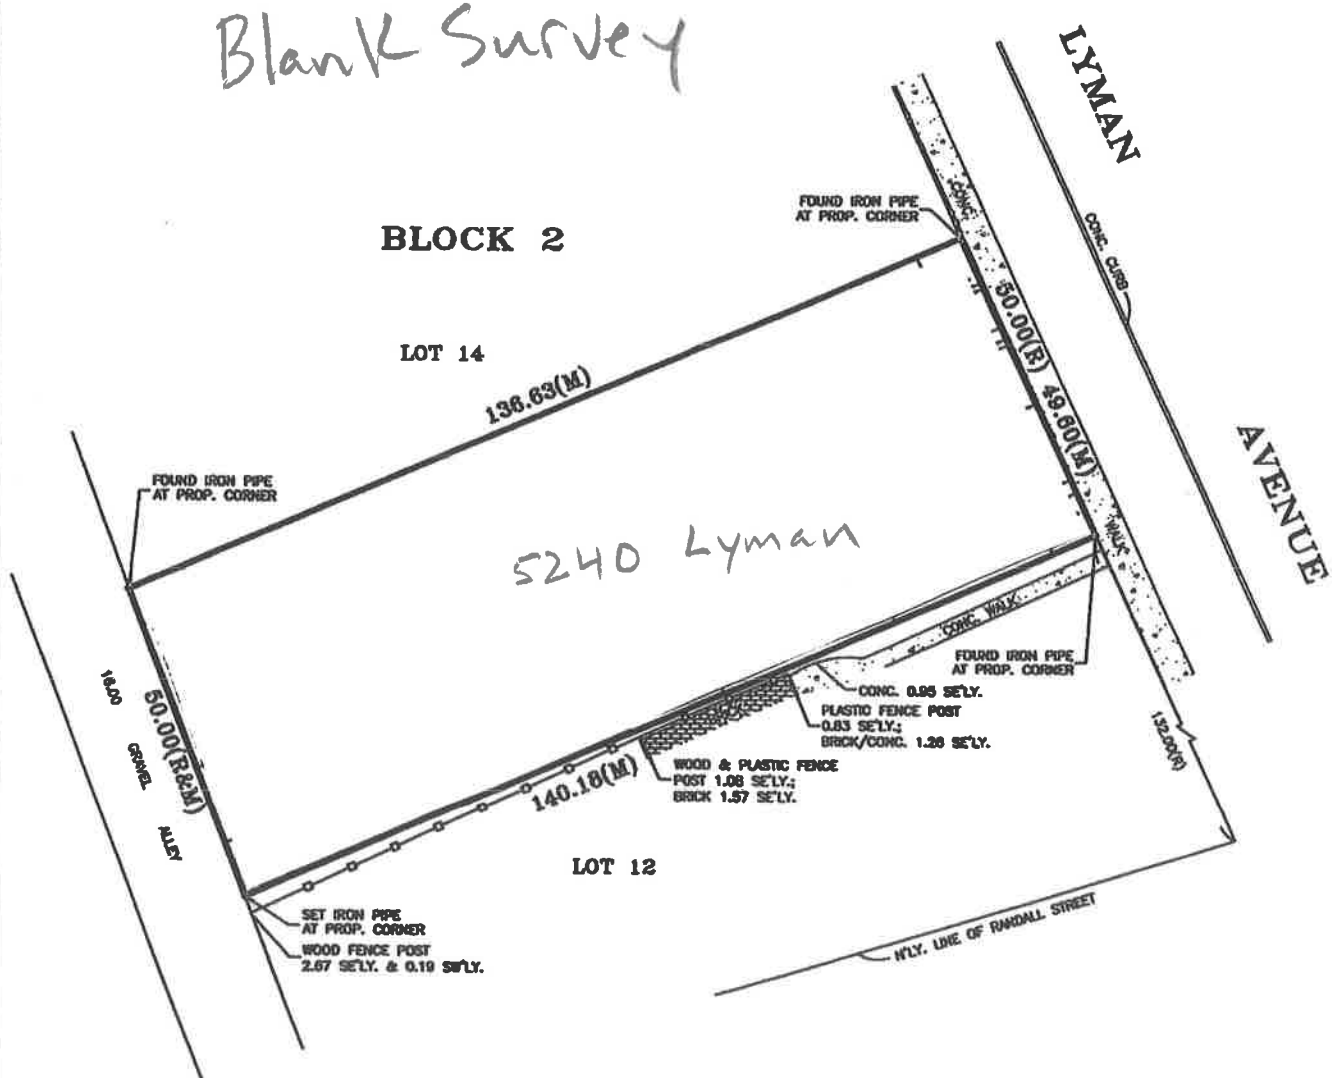 Blank Survey
LYMAN
AVENUE
CONC. CURB
FOUND IRON PIPE
AT PROP. CORNER
CONC.
BLOCK 2
LOT 14
136.63(M)
50.00(R) 49.60(M)
WALK
FOUND IRON PIPE
AT PROP. CORNER
5240 Lyman
CONC. WALK
FOUND IRON PIPE
AT PROP. CORNER
CONC. 0.95 SE'LY.
PLASTIC FENCE POST
0.83 SE'LY.;
BRICK/CONC. 1.26 SE'LY.
WOOD & PLASTIC FENCE
POST 1.08 SE'LY.;
BRICK 1.57 SE'LY.
140.18(M)
132.00(R)
16.00
GRAVEL
ALLEY
50.00(R&M)
LOT 12
SET IRON PIPE
AT PROP. CORNER
WOOD FENCE POST
2.67 SE'LY. & 0.19 SW'LY.
N'LY. LINE OF RANDALL STREET